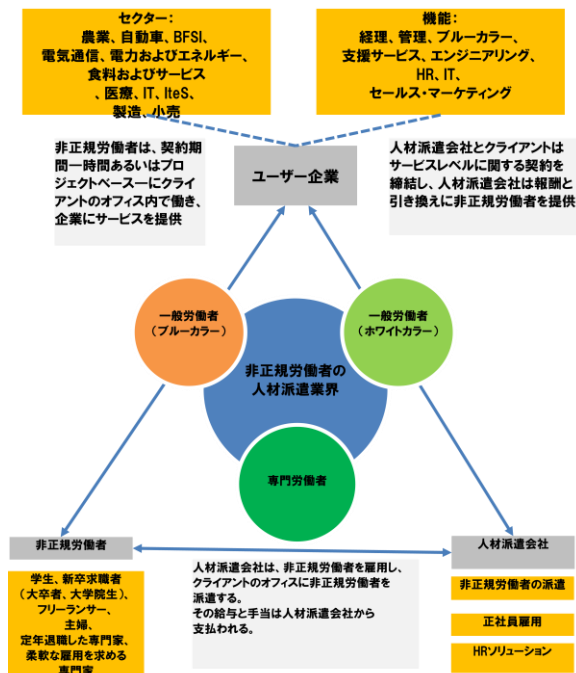 セクター：
農業、自動車、BFSI、
電気通信、電力およびエネルギー、
食料およびサービス
、医療、IT、IteS、
製造、小売
機能：
経理、管理、ブルーカラー、
支援サービス、エンジニアリング、
HR、IT、
セールス・マーケティング
非正規労働者は、契約期
間―時間あるいはプロ
ジェクトベース―にクライ
アントのオフィス内で働き、
企業にサービスを提供
ユーザー企業
人材派遣会社とクライアントは
サービスレベルに関する契約を
締結し、人材派遣会社は報酬と
引き換えに非正規労働者を提供
一般労働者
（ブルーカラー）
一般労働者
（ホワイトカラー）
非正規労働者の
人材派遣業界
専門労働者
非正規労働者
人材派遣会社
学生、新卒求職者
（大卒者、大学院生）、
フリーランサー、
主婦、
定年退職した専門家、
柔軟な雇用を求める
専門家
人材派遣会社は、非正規労働者を雇用し、
クライアントのオフィスに非正規労働者を
派遣する。
その給与と手当は人材派遣会社から
支払われる。
非正規労働者の派遣
正社員雇用
HRソリューション